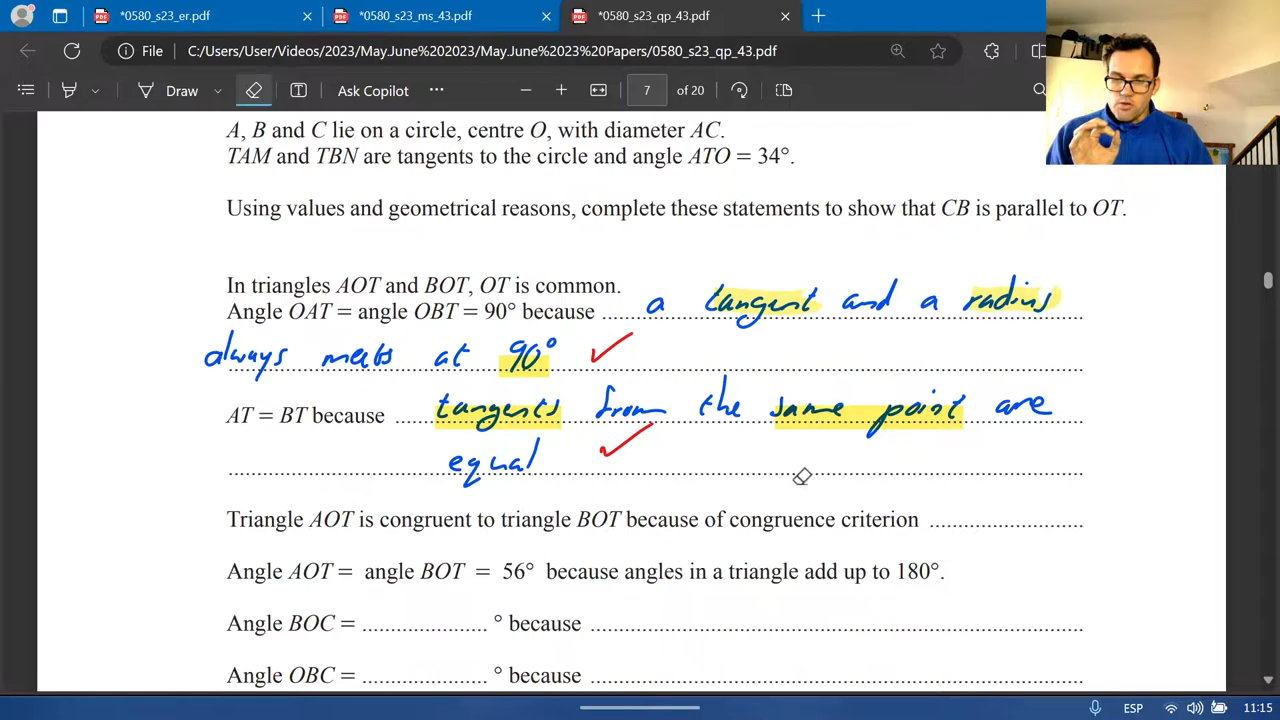 *0580_s23_er.pdf
*0580_s23_ms_43.pdf
*0580_s23_qp_43.pdf
File C:/Users/User/Videos/2023/May.June%202023/May.June%2023%20Papers/0580_s23_qp_43.pdf
Draw Ask Copilot 7 of 20
A, B and C lie on a circle, centre O, with diameter AC.
TAM and TBN are tangents to the circle and angle ATO = 34°.
Using values and geometrical reasons, complete these statements to show that CB is parallel to OT.
In triangles AOT and BOT, OT is common.
Angle OAT = angle OBT = 90° because a tangent and a radius
always meets at 90° ✓
AT = BT because tangents from the same point are
equal ✓
Triangle AOT is congruent to triangle BOT because of congruence criterion
Angle AOT = angle BOT = 56° because angles in a triangle add up to 180°.
Angle BOC = ° because
Angle OBC = ° because
ESP 11:15